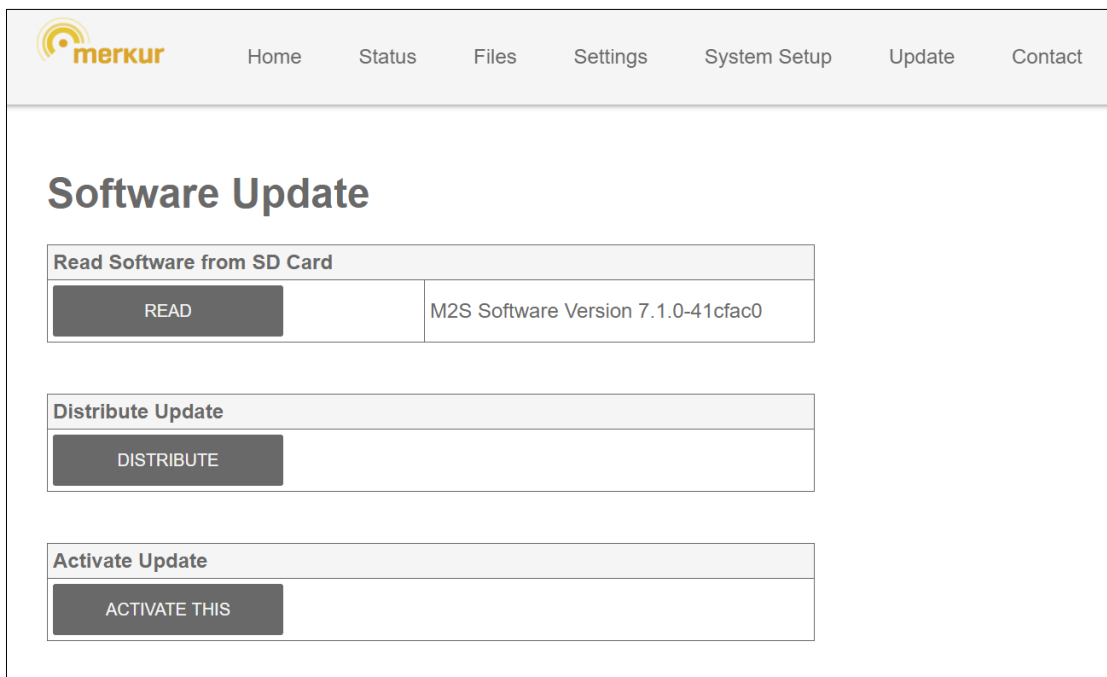 merkur Home Status Files Settings System Setup Update Contact
Software Update
Read Software from SD Card
READ M2S Software Version 7.1.0-41cfac0
Distribute Update
DISTRIBUTE
Activate Update
ACTIVATE THIS